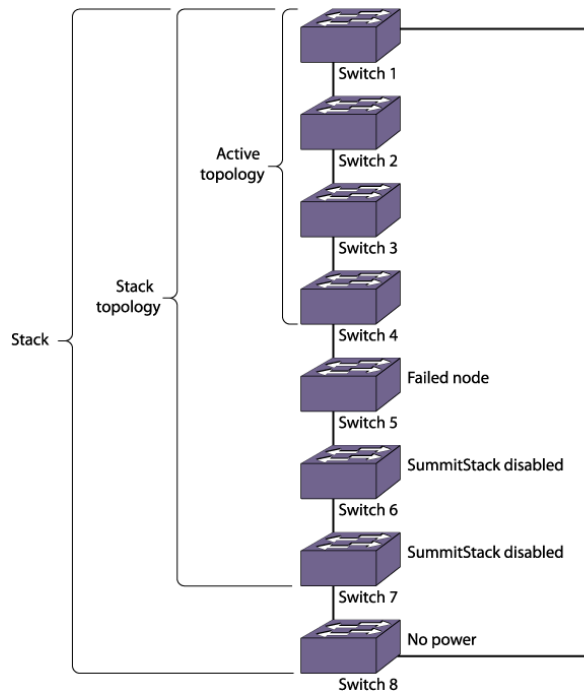 Switch 1
Switch 2
Active
topology
Switch 3
Stack
topology
Switch 4
Stack
Failed node
Switch 5
SummitStack disabled
Switch 6
SummitStack disabled
Switch 7
No power
Switch 8